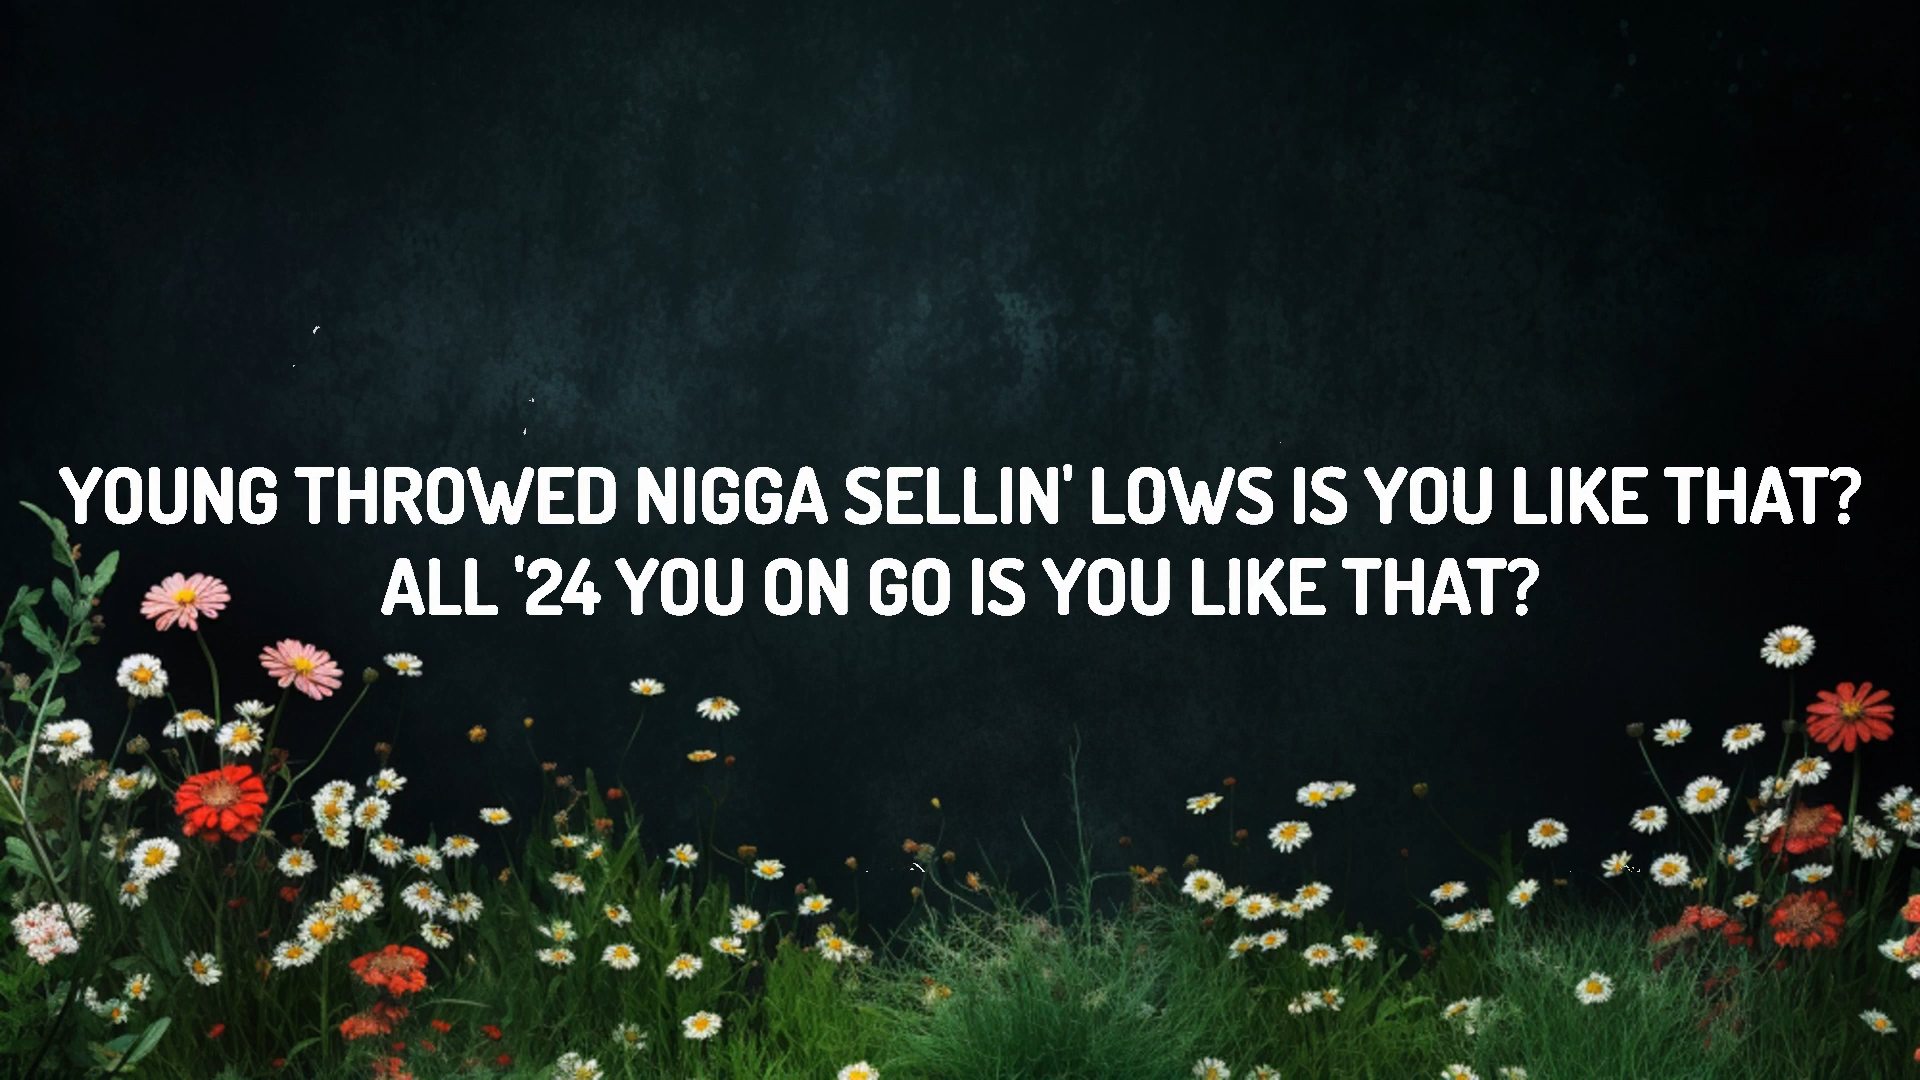 YOUNG THROWED NIGGA SELLIN' LOWS IS YOU LIKE THAT?
ALL '24 YOU ON GO IS YOU LIKE THAT?